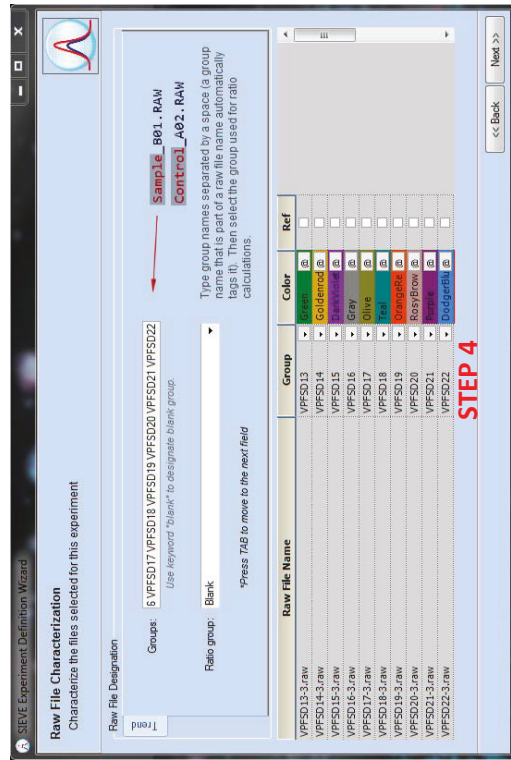 SIEVE Experiment Definition Wizard
Raw File Characterization
Characterize the files selected for this experiment
Raw File Designation
Trend
Groups: 6 VPFSD17 VPFSD18 VPFSD19 VPFSD20 VPFSD21 VPFSD22
Use keyword "blank" to designate blank group.
Ratio group: Blank
*Press TAB to move to the next field
Sample_B01.RAW
Control_A02.RAW
Type group names separated by a space (a group
name that is part of a raw file name automatically
tags it). Then select the group used for ratio
calculations.
Raw File Name Group Color Ref
VPFSD13-3.raw VPFSD13 Green
VPFSD14-3.raw VPFSD14 Goldenrod
VPFSD15-3.raw VPFSD15 DarkViolet
VPFSD16-3.raw VPFSD16 Gray
VPFSD17-3.raw VPFSD17 Olive
VPFSD18-3.raw VPFSD18 Teal
VPFSD19-3.raw VPFSD19 OrangeRe
VPFSD20-3.raw VPFSD20 RosyBrow
VPFSD21-3.raw VPFSD21 Purple
VPFSD22-3.raw VPFSD22 DodgerBlu
STEP 4
<< Back Next >>